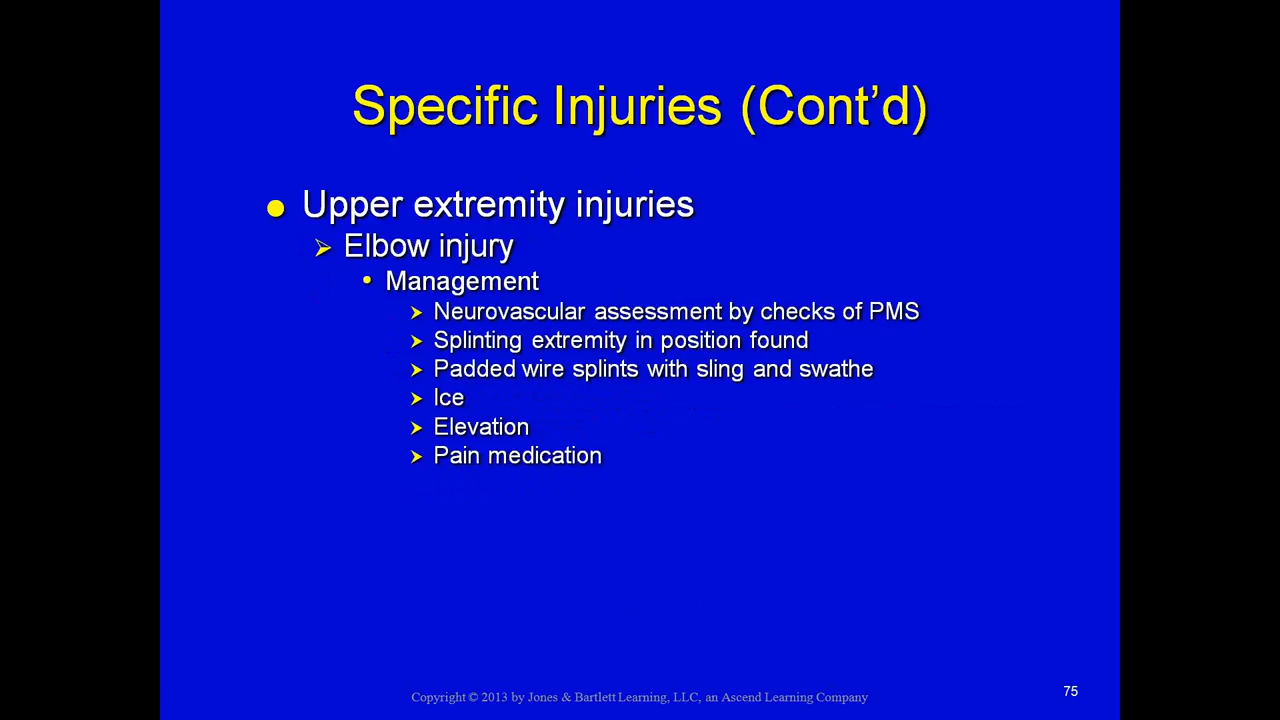 Specific Injuries (Cont’d)
Upper extremity injuries
Elbow injury
Management
Neurovascular assessment by checks of PMS
Splinting extremity in position found
Padded wire splints with sling and swathe
Ice
Elevation
Pain medication
Copyright © 2013 by Jones & Bartlett Learning, LLC, an Ascend Learning Company
75